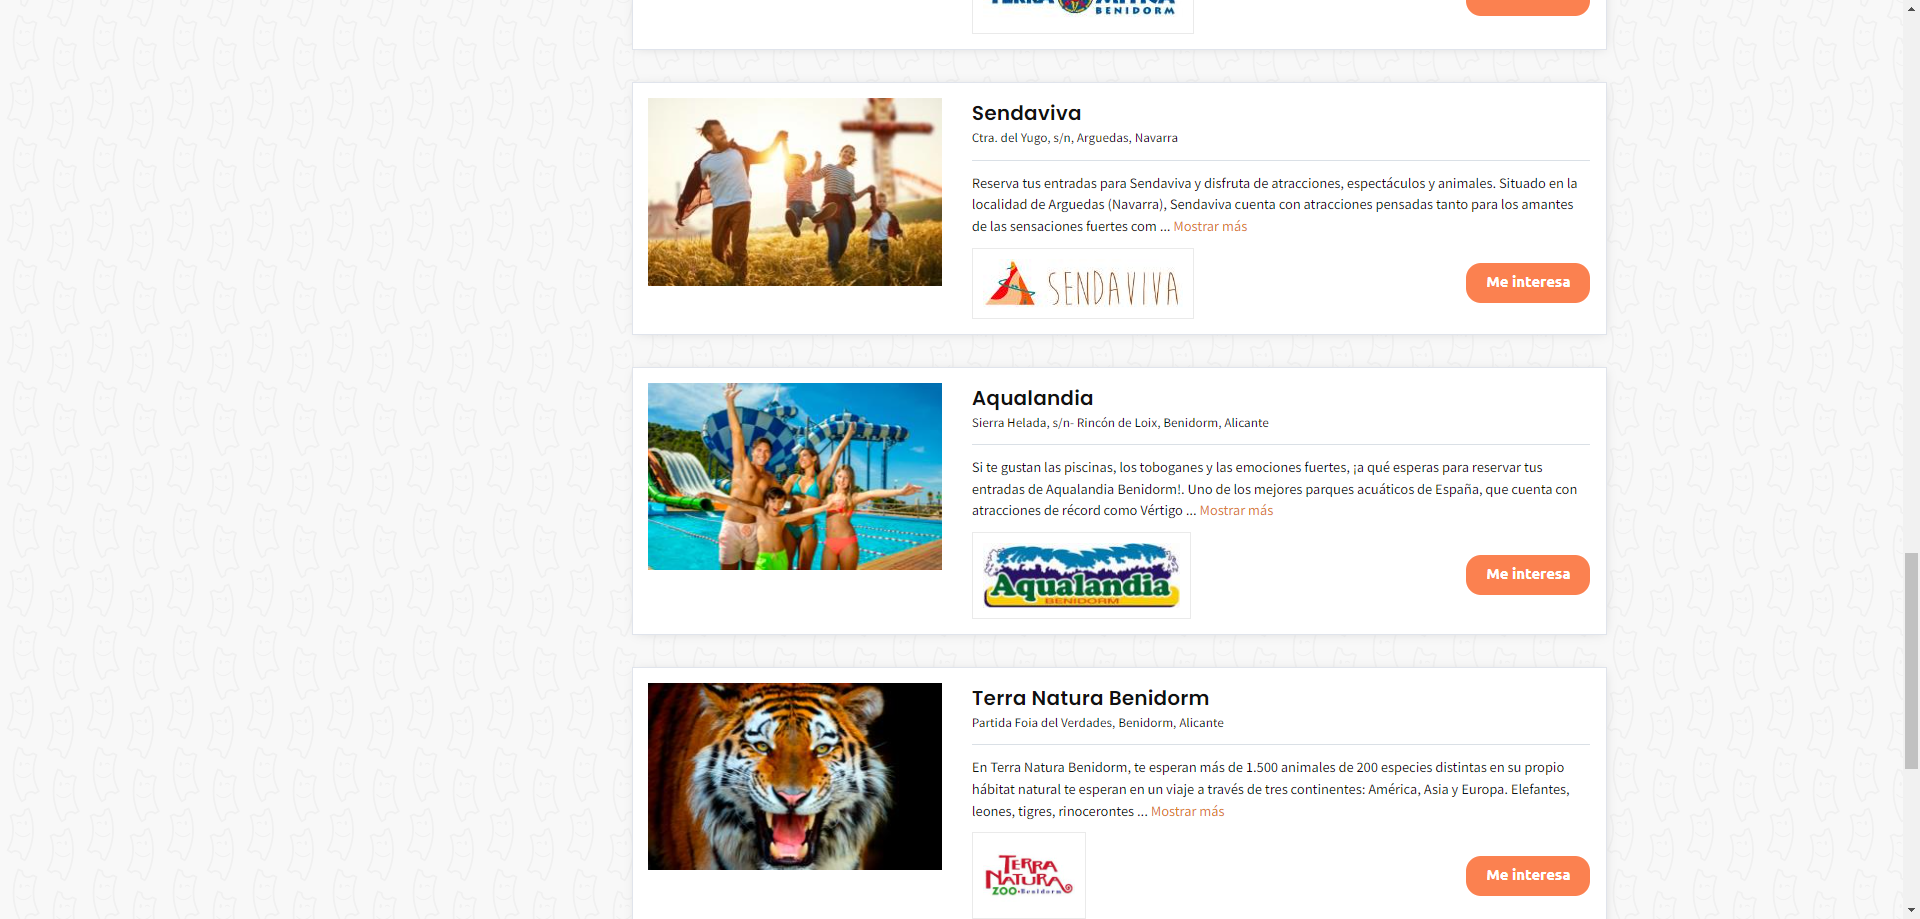 BENIDORM
Sendaviva
Ctra. del Yugo, s/n, Arguedas, Navarra
Reserva tus entradas para Sendaviva y disfruta de atracciones, espectáculos y animales. Situado en la
localidad de Arguedas (Navarra), Sendaviva cuenta con atracciones pensadas tanto para los amantes
de las sensaciones fuertes com ... Mostrar más
SENDAVIVA
Me interesa
Aqualandia
Sierra Helada, s/n- Rincón de Loix, Benidorm, Alicante
Si te gustan las piscinas, los toboganes y las emociones fuertes, ¡a qué esperas para reservar tus
entradas de Aqualandia Benidorm!. Uno de los mejores parques acuáticos de España, que cuenta con
atracciones de récord como Vértigo ... Mostrar más
Aqualandia
BENIDORM
Me interesa
Terra Natura Benidorm
Partida Foia del Verdades, Benidorm, Alicante
En Terra Natura Benidorm, te esperan más de 1.500 animales de 200 especies distintas en su propio
hábitat natural te esperan en un viaje a través de tres continentes: América, Asia y Europa. Elefantes,
leones, tigres, rinocerontes ... Mostrar más
TERRA
NATURA
ZOO•Benidorm
Me interesa